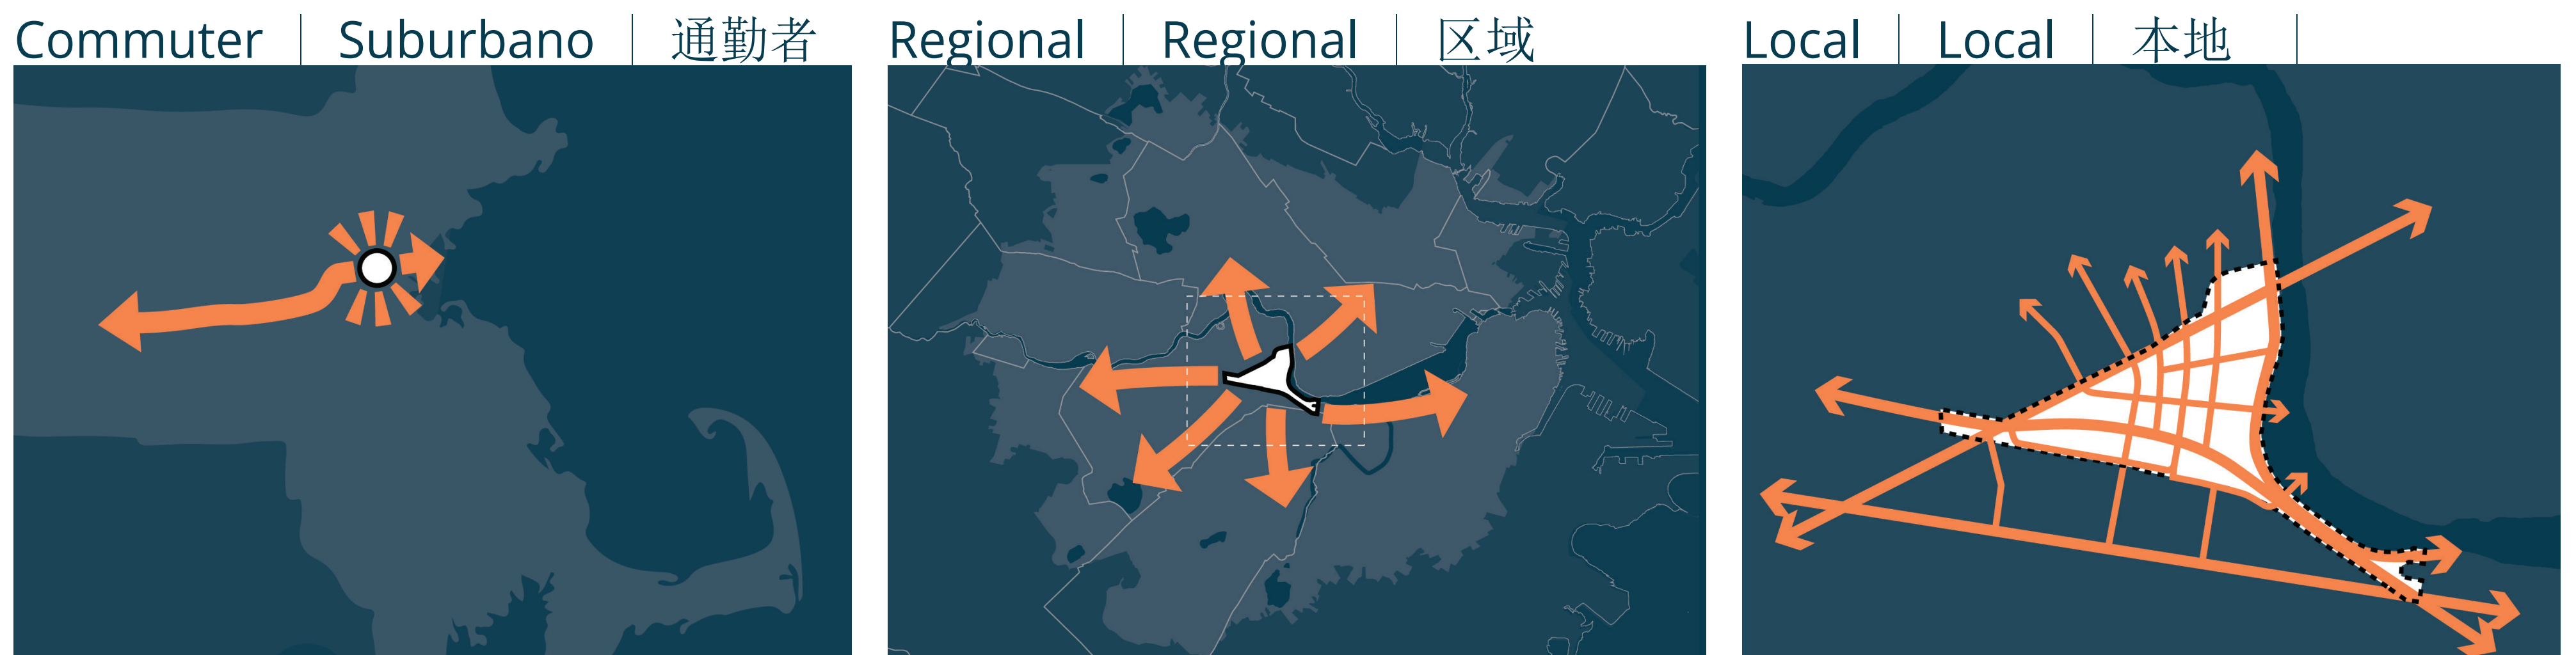 Commuter | Suburbano | 通勤者
Regional | Regional | 区域
Local | Local | 本地 |